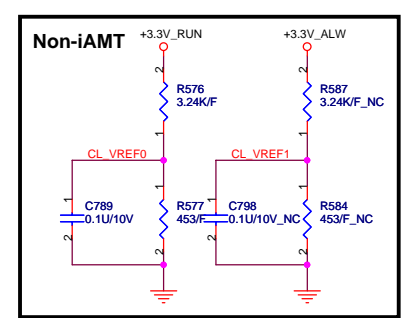 Non-iAMT
+3.3V_RUN
+3.3V_ALW
2
2
R576
3.24K/F
R587
3.24K/F_NC
1
1
CL_VREF0
CL_VREF1
1
1
1
1
C789
0.1U/10V
R577
453/F
C798
0.1U/10V_NC
R584
453/F_NC
2
2
2
2